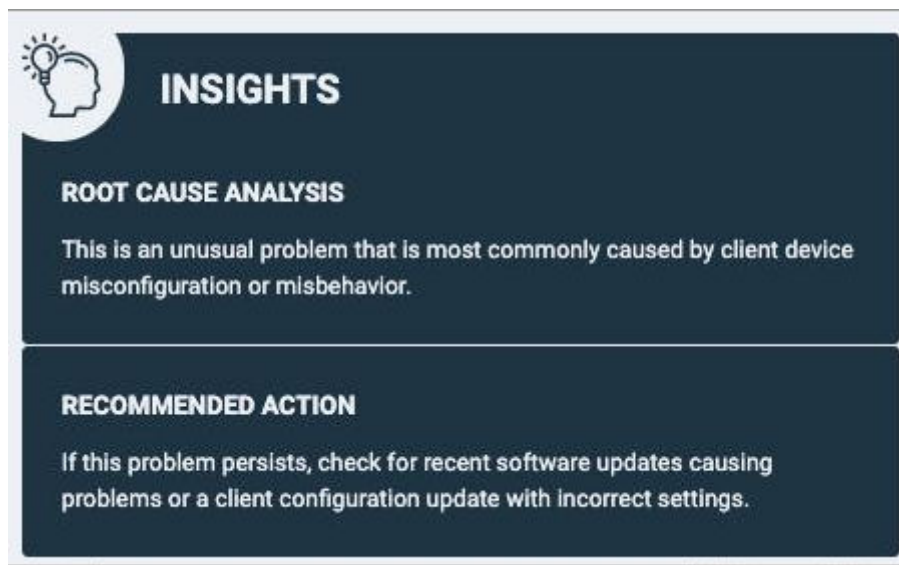 INSIGHTS
ROOT CAUSE ANALYSIS
This is an unusual problem that is most commonly caused by client device
misconfiguration or misbehavior.
RECOMMENDED ACTION
If this problem persists, check for recent software updates causing
problems or a client configuration update with incorrect settings.